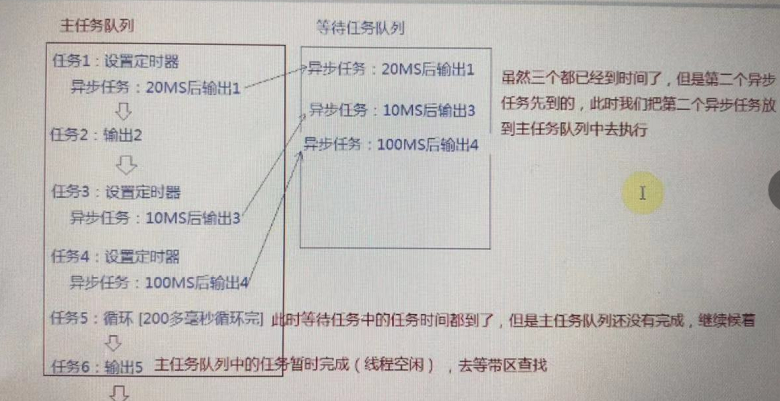 主任务队列
等待任务队列
任务1：设置定时器
异步任务：20MS后输出1
异步任务：20MS后输出1
虽然三个都已经到时间了，但是第二个异步
任务先到的，此时我们把第二个异步任务放
到主任务队列中去执行
任务2：输出2
异步任务：10MS后输出3
异步任务：100MS后输出4
任务3：设置定时器
异步任务：10MS后输出3
任务4：设置定时器
异步任务：100MS后输出4
任务5：循环 [200多毫秒循环完] 此时等待任务中的任务时间都到了，但是主任务队列还没有完成，继续候着
任务6：输出5 主任务队列中的任务暂时完成（线程空闲），去等带区查找